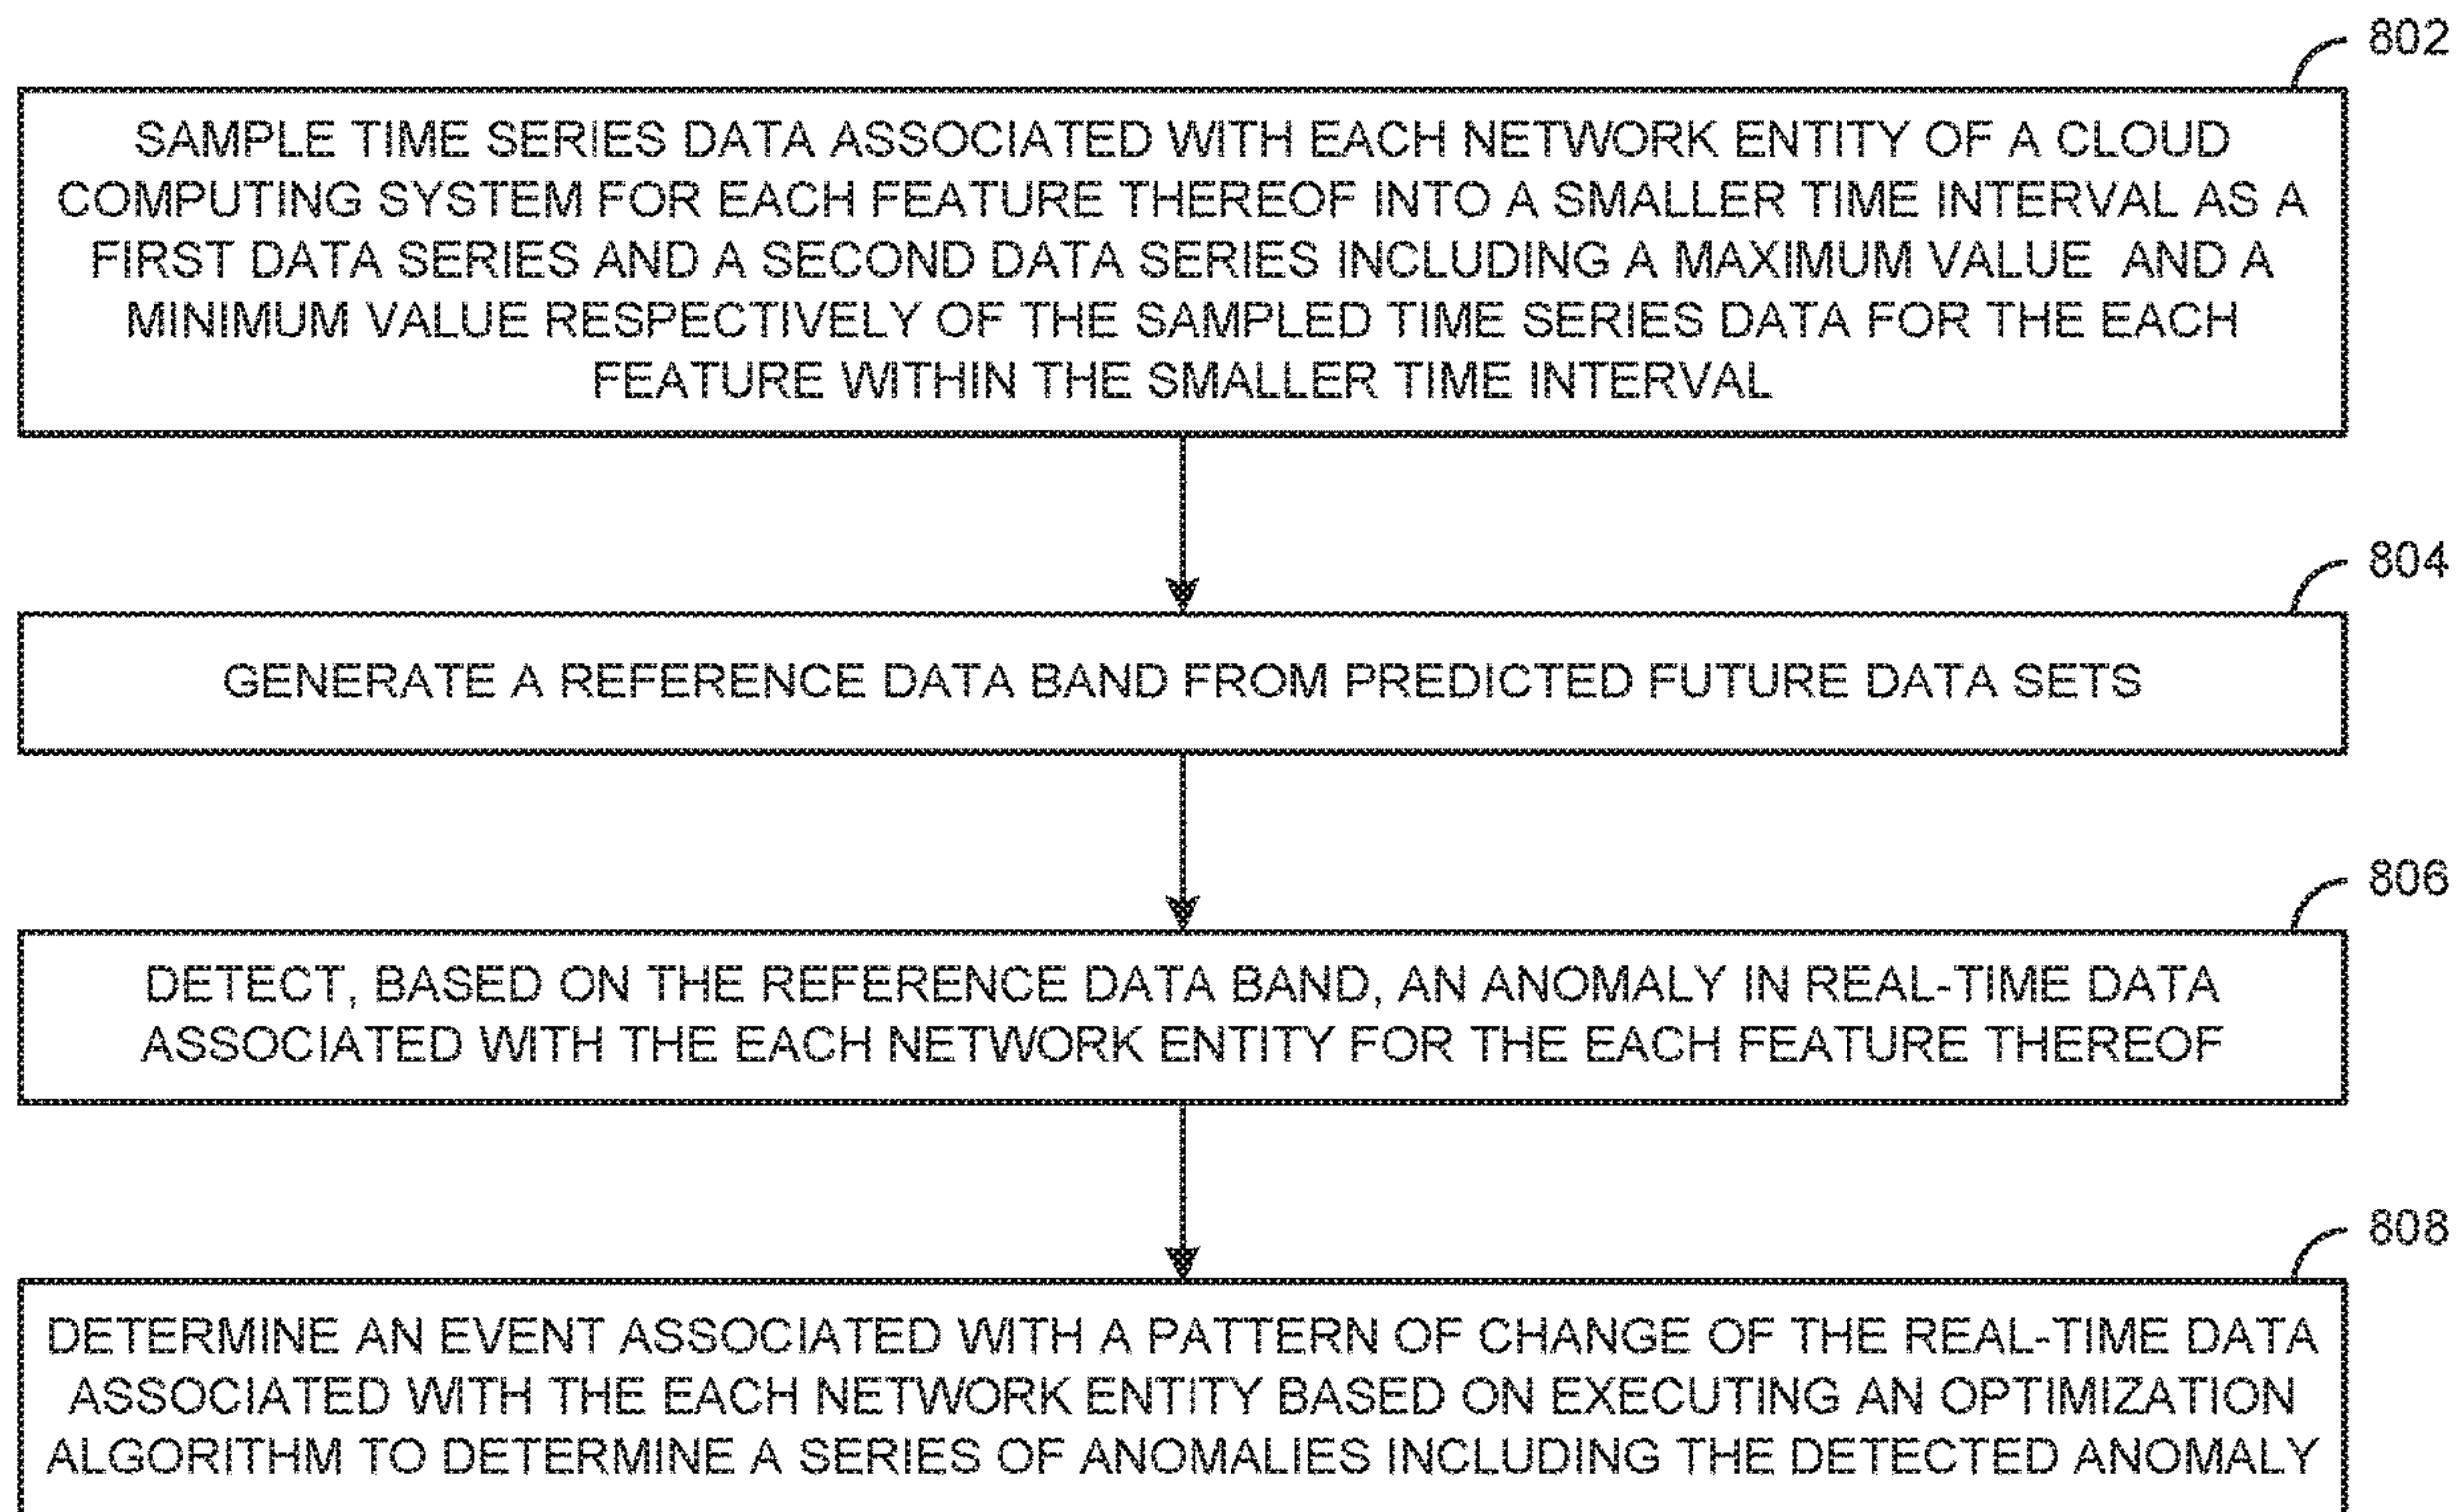 802
SAMPLE TIME SERIES DATA ASSOCIATED WITH EACH NETWORK ENTITY OF A CLOUD
COMPUTING SYSTEM FOR EACH FEATURE THEREOF INTO A SMALLER TIME INTERVAL AS A
FIRST DATA SERIES AND A SECOND DATA SERIES INCLUDING A MAXIMUM VALUE AND A
MINIMUM VALUE RESPECTIVELY OF THE SAMPLED TIME SERIES DATA FOR THE EACH
FEATURE WITHIN THE SMALLER TIME INTERVAL
804
GENERATE A REFERENCE DATA BAND FROM PREDICTED FUTURE DATA SETS
806
DETECT, BASED ON THE REFERENCE DATA BAND, AN ANOMALY IN REAL-TIME DATA
ASSOCIATED WITH THE EACH NETWORK ENTITY FOR THE EACH FEATURE THEREOF
808
DETERMINE AN EVENT ASSOCIATED WITH A PATTERN OF CHANGE OF THE REAL-TIME DATA
ASSOCIATED WITH THE EACH NETWORK ENTITY BASED ON EXECUTING AN OPTIMIZATION
ALGORITHM TO DETERMINE A SERIES OF ANOMALIES INCLUDING THE DETECTED ANOMALY